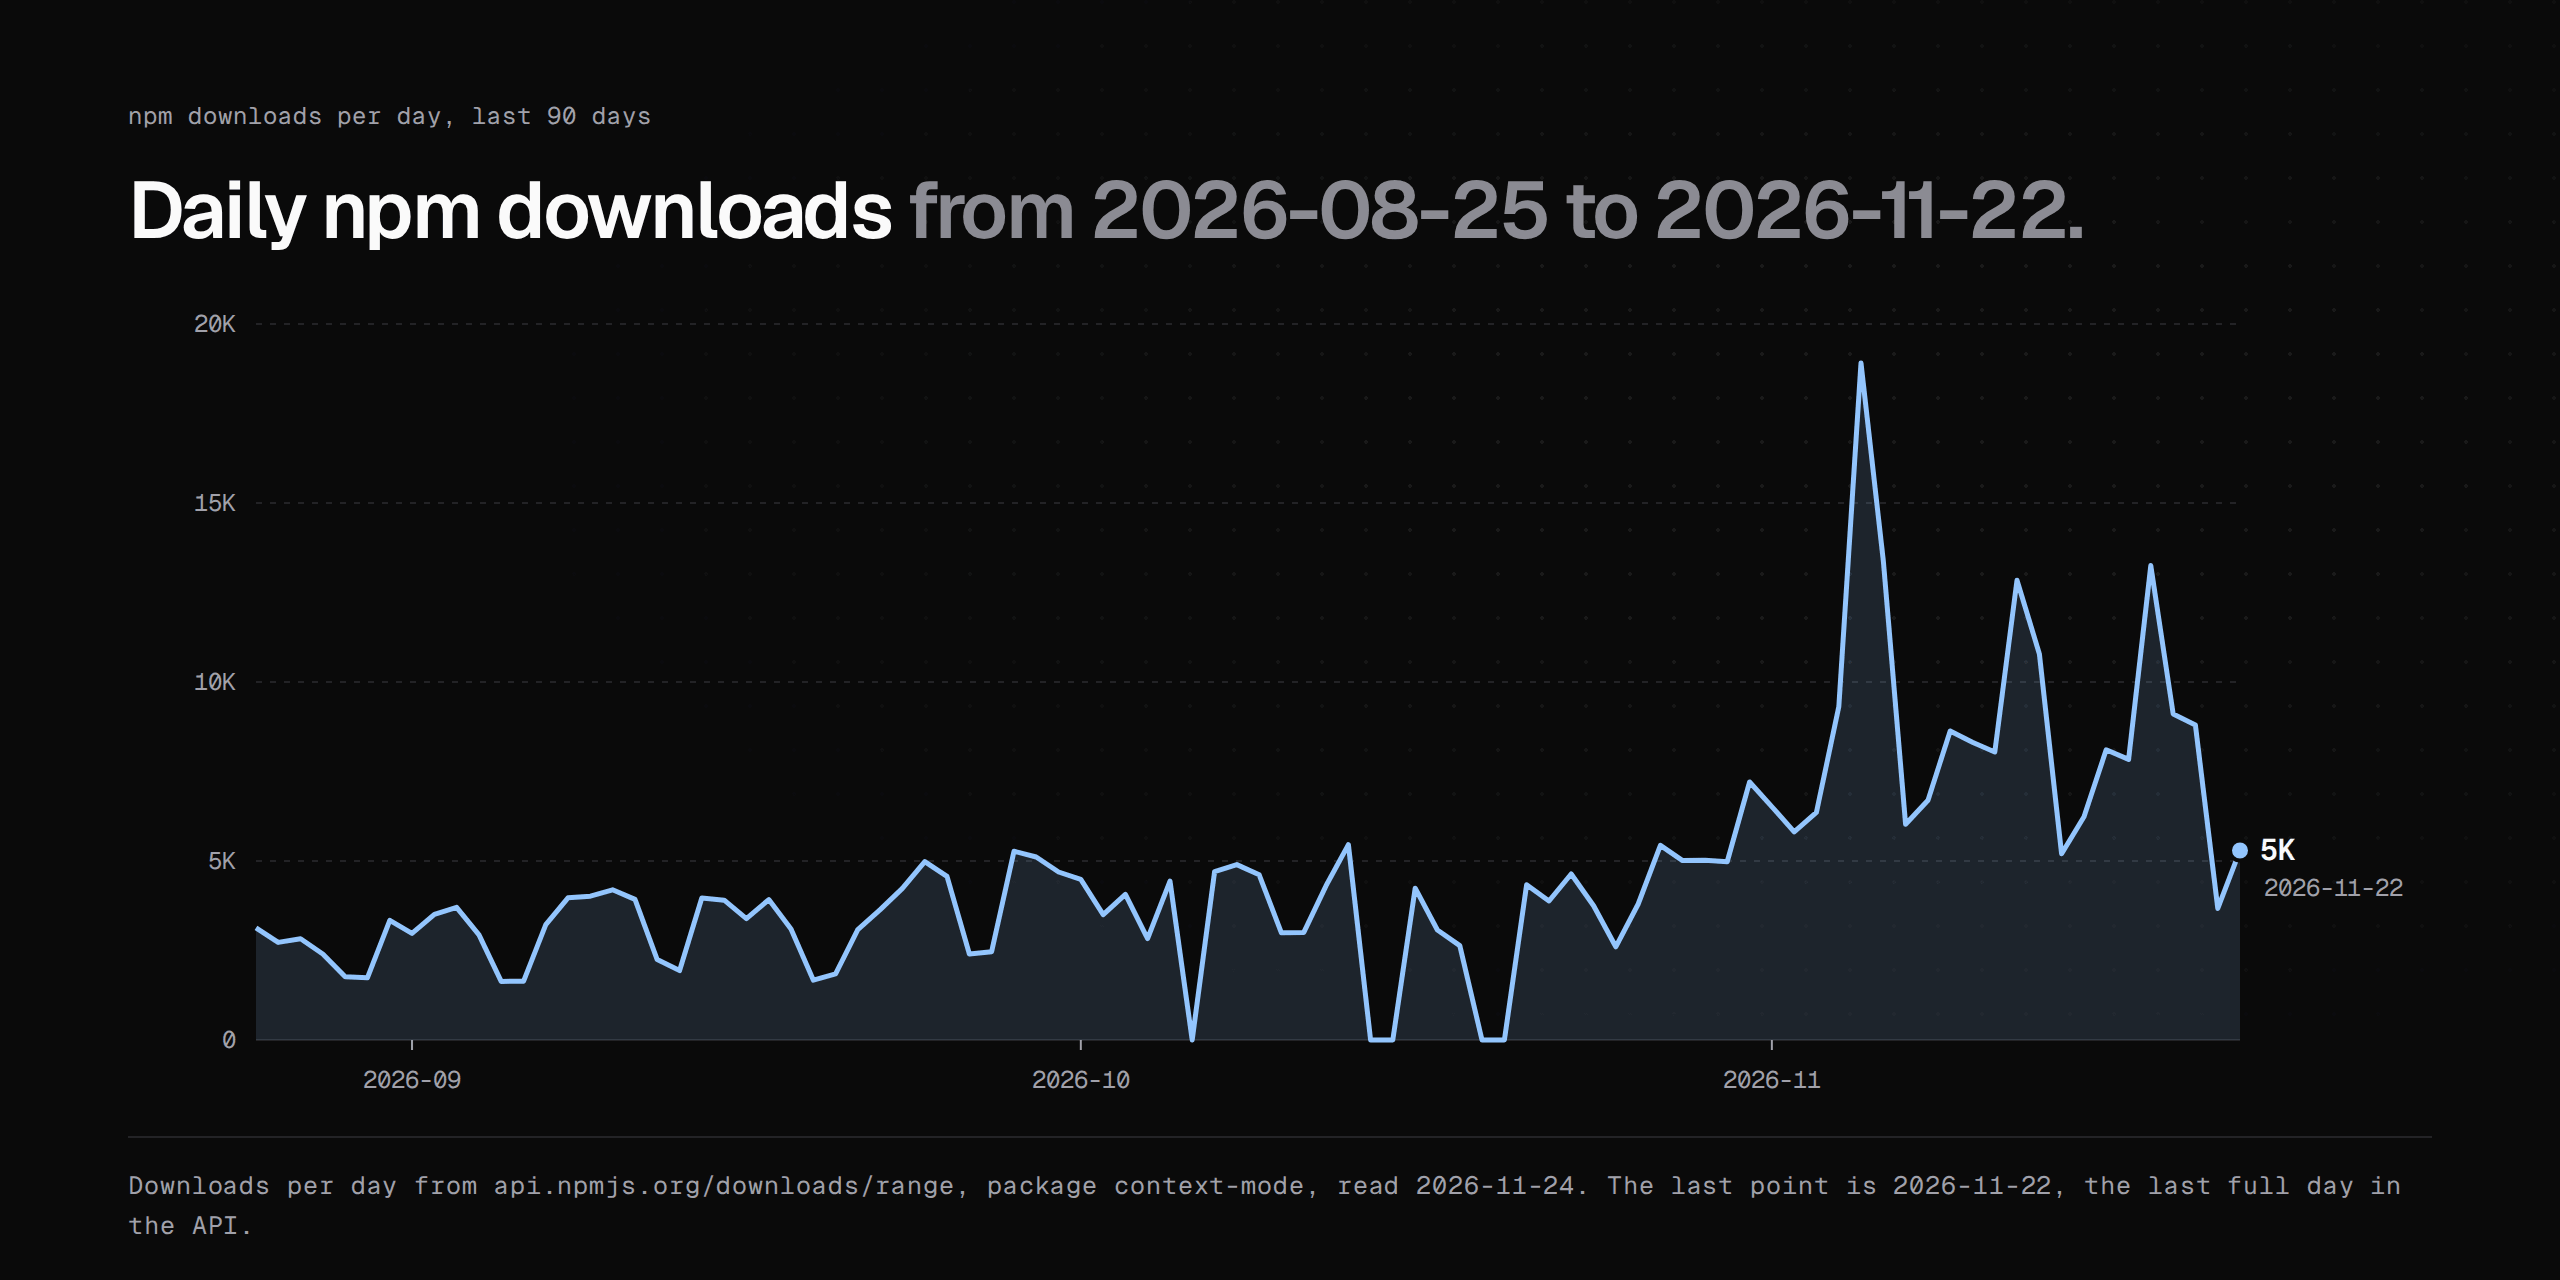 npm downloads per day, last 90 days
Daily npm downloads from 2026-08-25 to 2026-11-22.
20K
15K
10K
5K
0
5K
2026-11-22
2026-09
2026-10
2026-11
Downloads per day from api.npmjs.org/downloads/range, package context-mode, read 2026-11-24. The last point is 2026-11-22, the last full day in
the API.